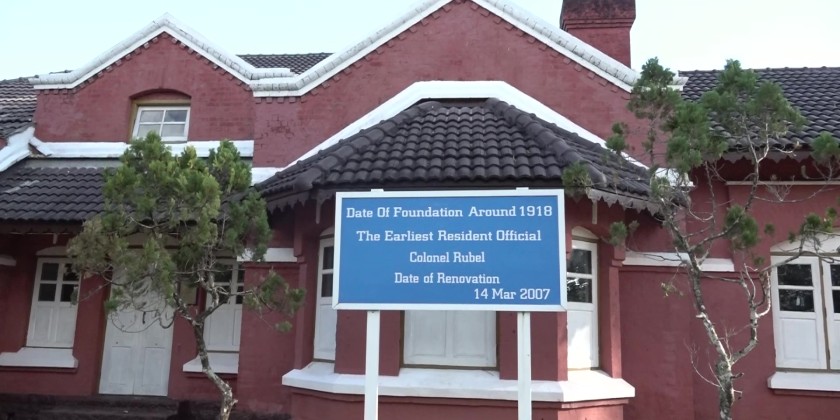 Date Of Foundation Around 1918
The Earliest Resident Official
Colonel Rubel
Date of Renovation
14 Mar 2007